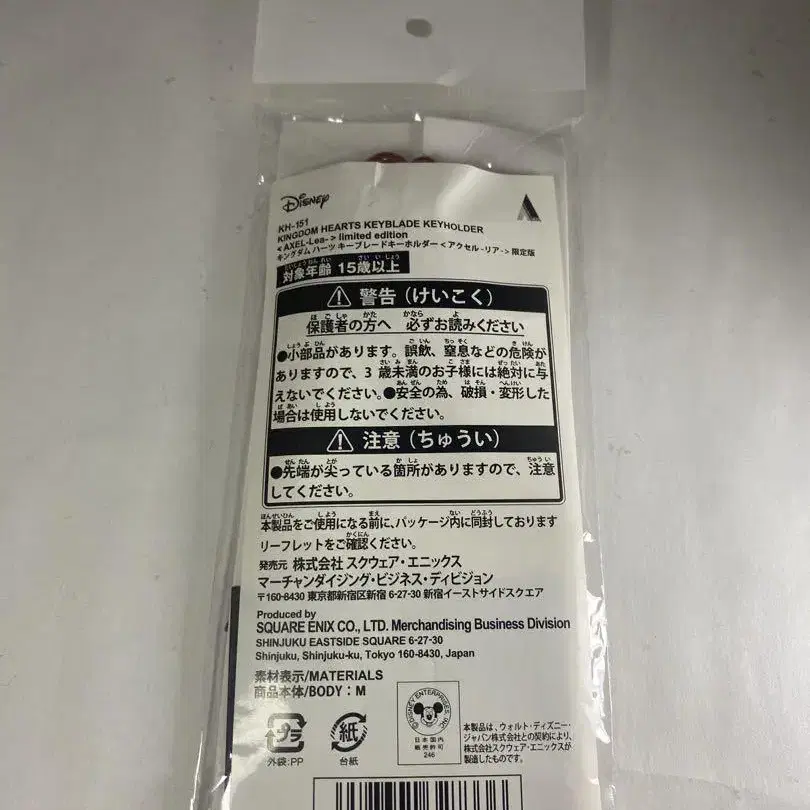 Disney
KH-151
KINGDOM HEARTS KEYBLADE KEYHOLDER
＜AXEL-Lea-＞limited edition
キングダム ハーツ キーブレードキーホルダー＜アクセル -リア-＞限定版
対象年齢 15歳以上
警告（けいこく）
保護者の方へ 必ずお読みください
●小部品があります。誤飲、窒息などの危険が
ありますので、3 歳未満のお子様には絶対に与
えないでください。●安全の為、破損・変形した
場合は使用しないでください。
注意（ちゅうい）
●先端が尖っている箇所がありますので、注意
してください。
本製品をご使用になる前に、パッケージ内に同封しております
リーフレットをご確認ください。
発売元 株式会社 スクウェア・エニックス
マーチャンダイジング・ビジネス・ディビジョン
〒160-8430 東京都新宿区新宿 6-27-30 新宿イーストサイドスクエア
Produced by
SQUARE ENIX CO., LTD. Merchandising Business Division
SHINJUKU EASTSIDE SQUARE 6-27-30
Shinjuku, Shinjuku-ku, Tokyo 160-8430, Japan
素材表示/MATERIALS
商品本体/BODY：M
プラ
外袋:PP
紙
台紙
©DISNEY ENTERPRISES, INC.
日本国内
販売許可
246
本製品は、ウォルト・ディズニー・
ジャパン株式会社との契約により、
株式会社スクウェア・エニックスが
製造したものです。